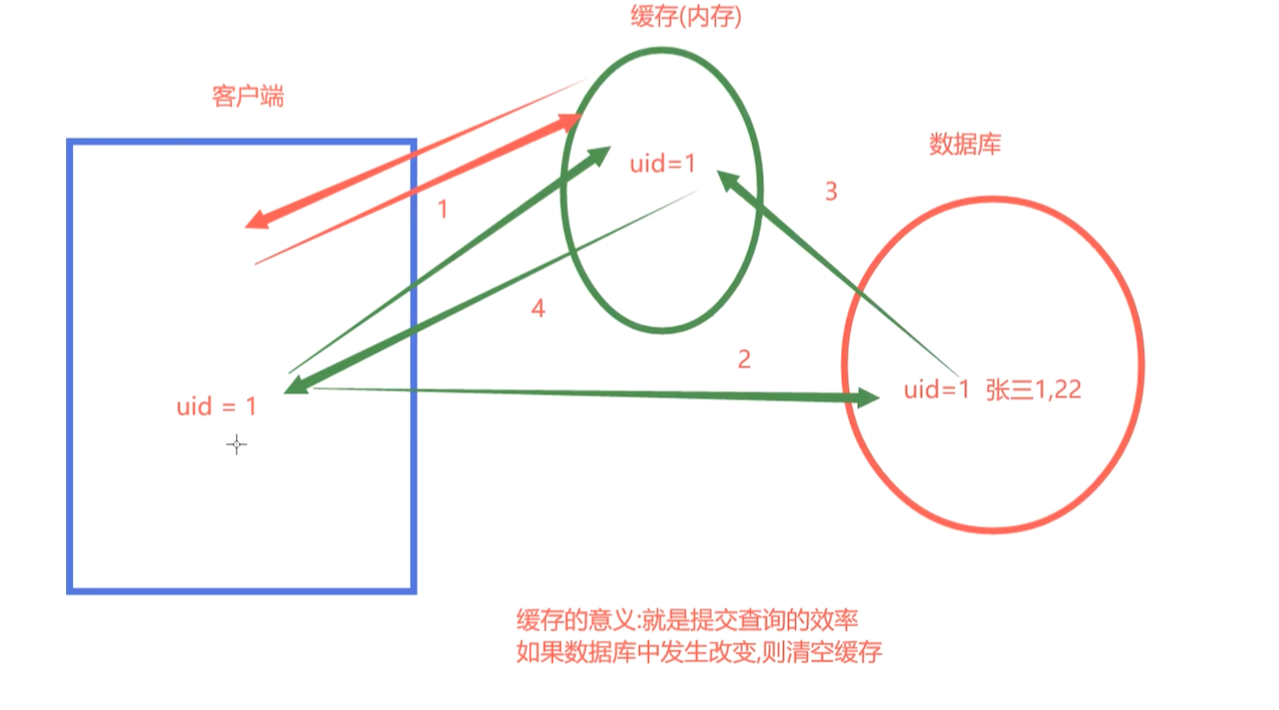 缓存(内存)
客户端
数据库
uid=1
3
1
4
2
uid=1 张三1,22
uid = 1
缓存的意义:就是提交查询的效率
如果数据库中发生改变,则清空缓存